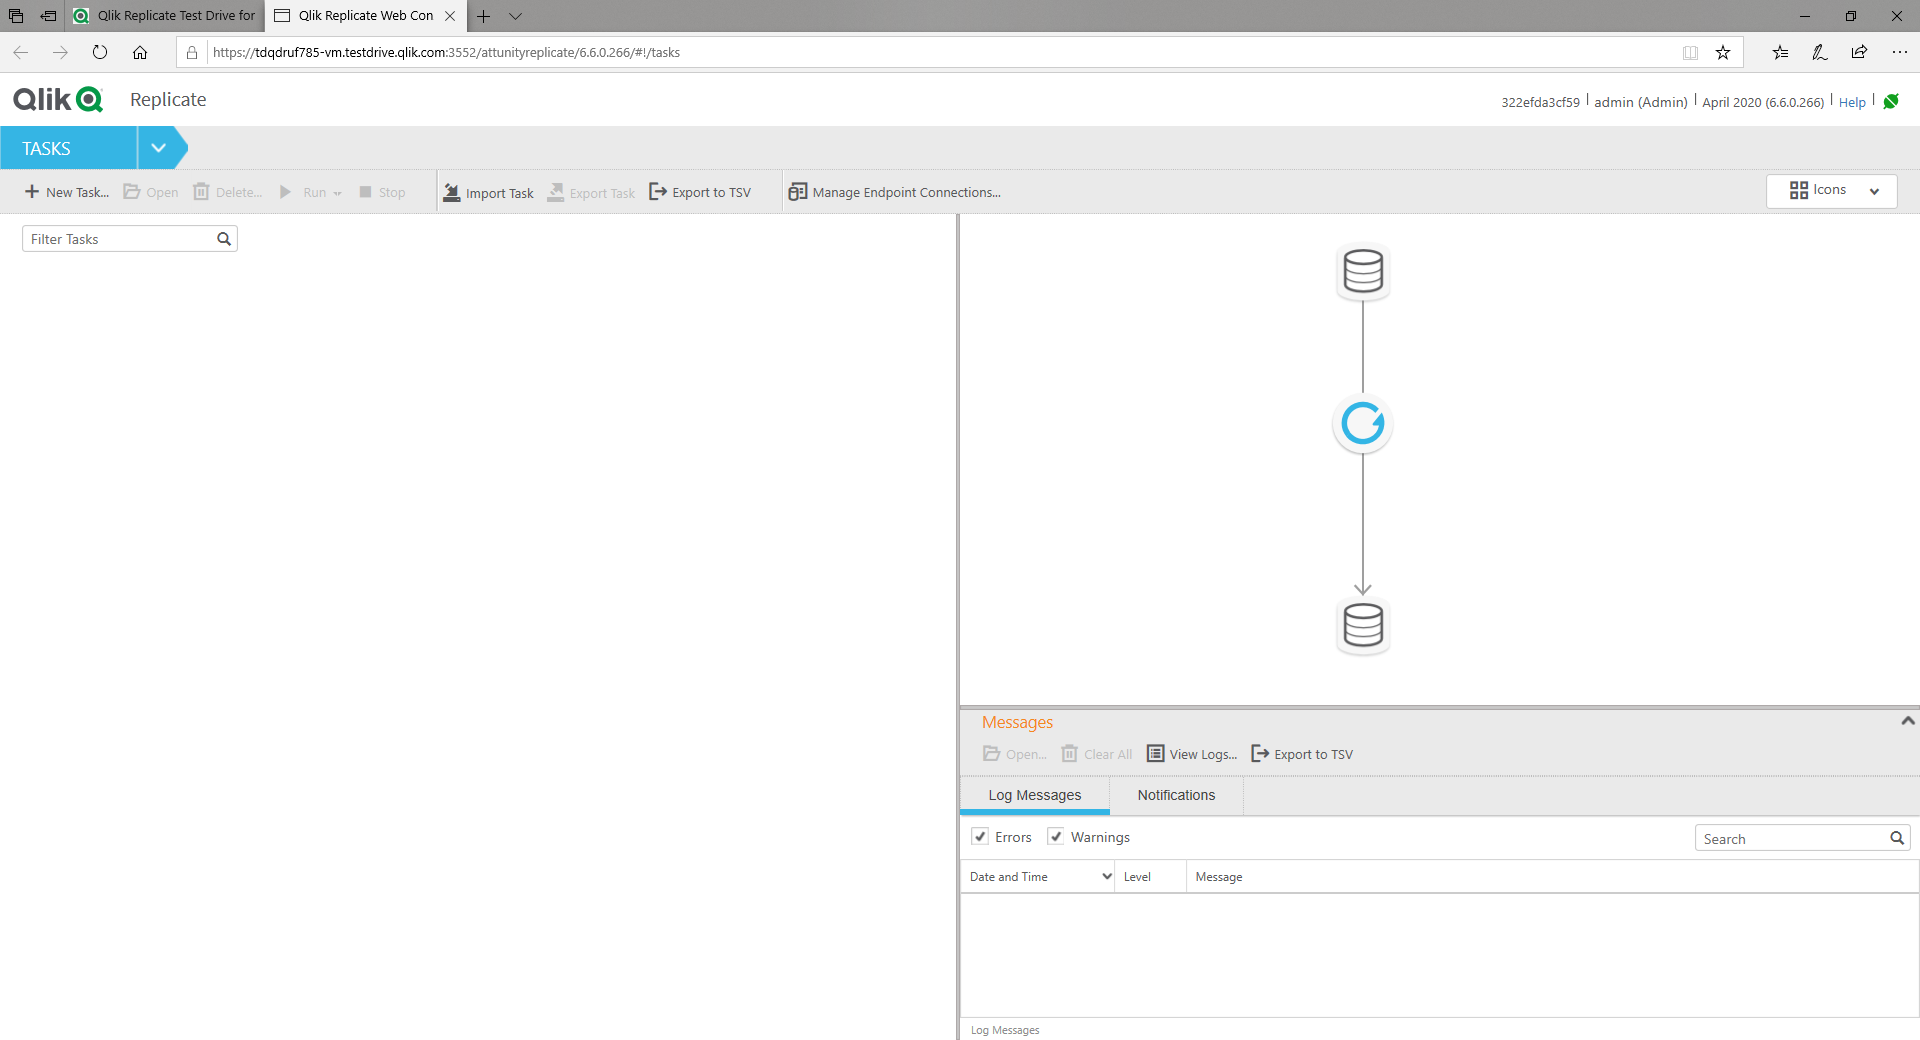 Qlik Replicate Test Drive for
Qlik Replicate Web Con
https://tdqdruf785-vm.testdrive.qlik.com:3552/attunityreplicate/6.6.0.266/#!/tasks
Qlik Replicate
322efda3cf59 admin (Admin) April 2020 (6.6.0.266) Help
TASKS
New Task... Open Delete... Run Stop Import Task Export Task Export to TSV Manage Endpoint Connections... Icons
Filter Tasks
Messages
Open... Clear All View Logs... Export to TSV
Log Messages Notifications
Errors Warnings Search
Date and Time Level Message
Log Messages